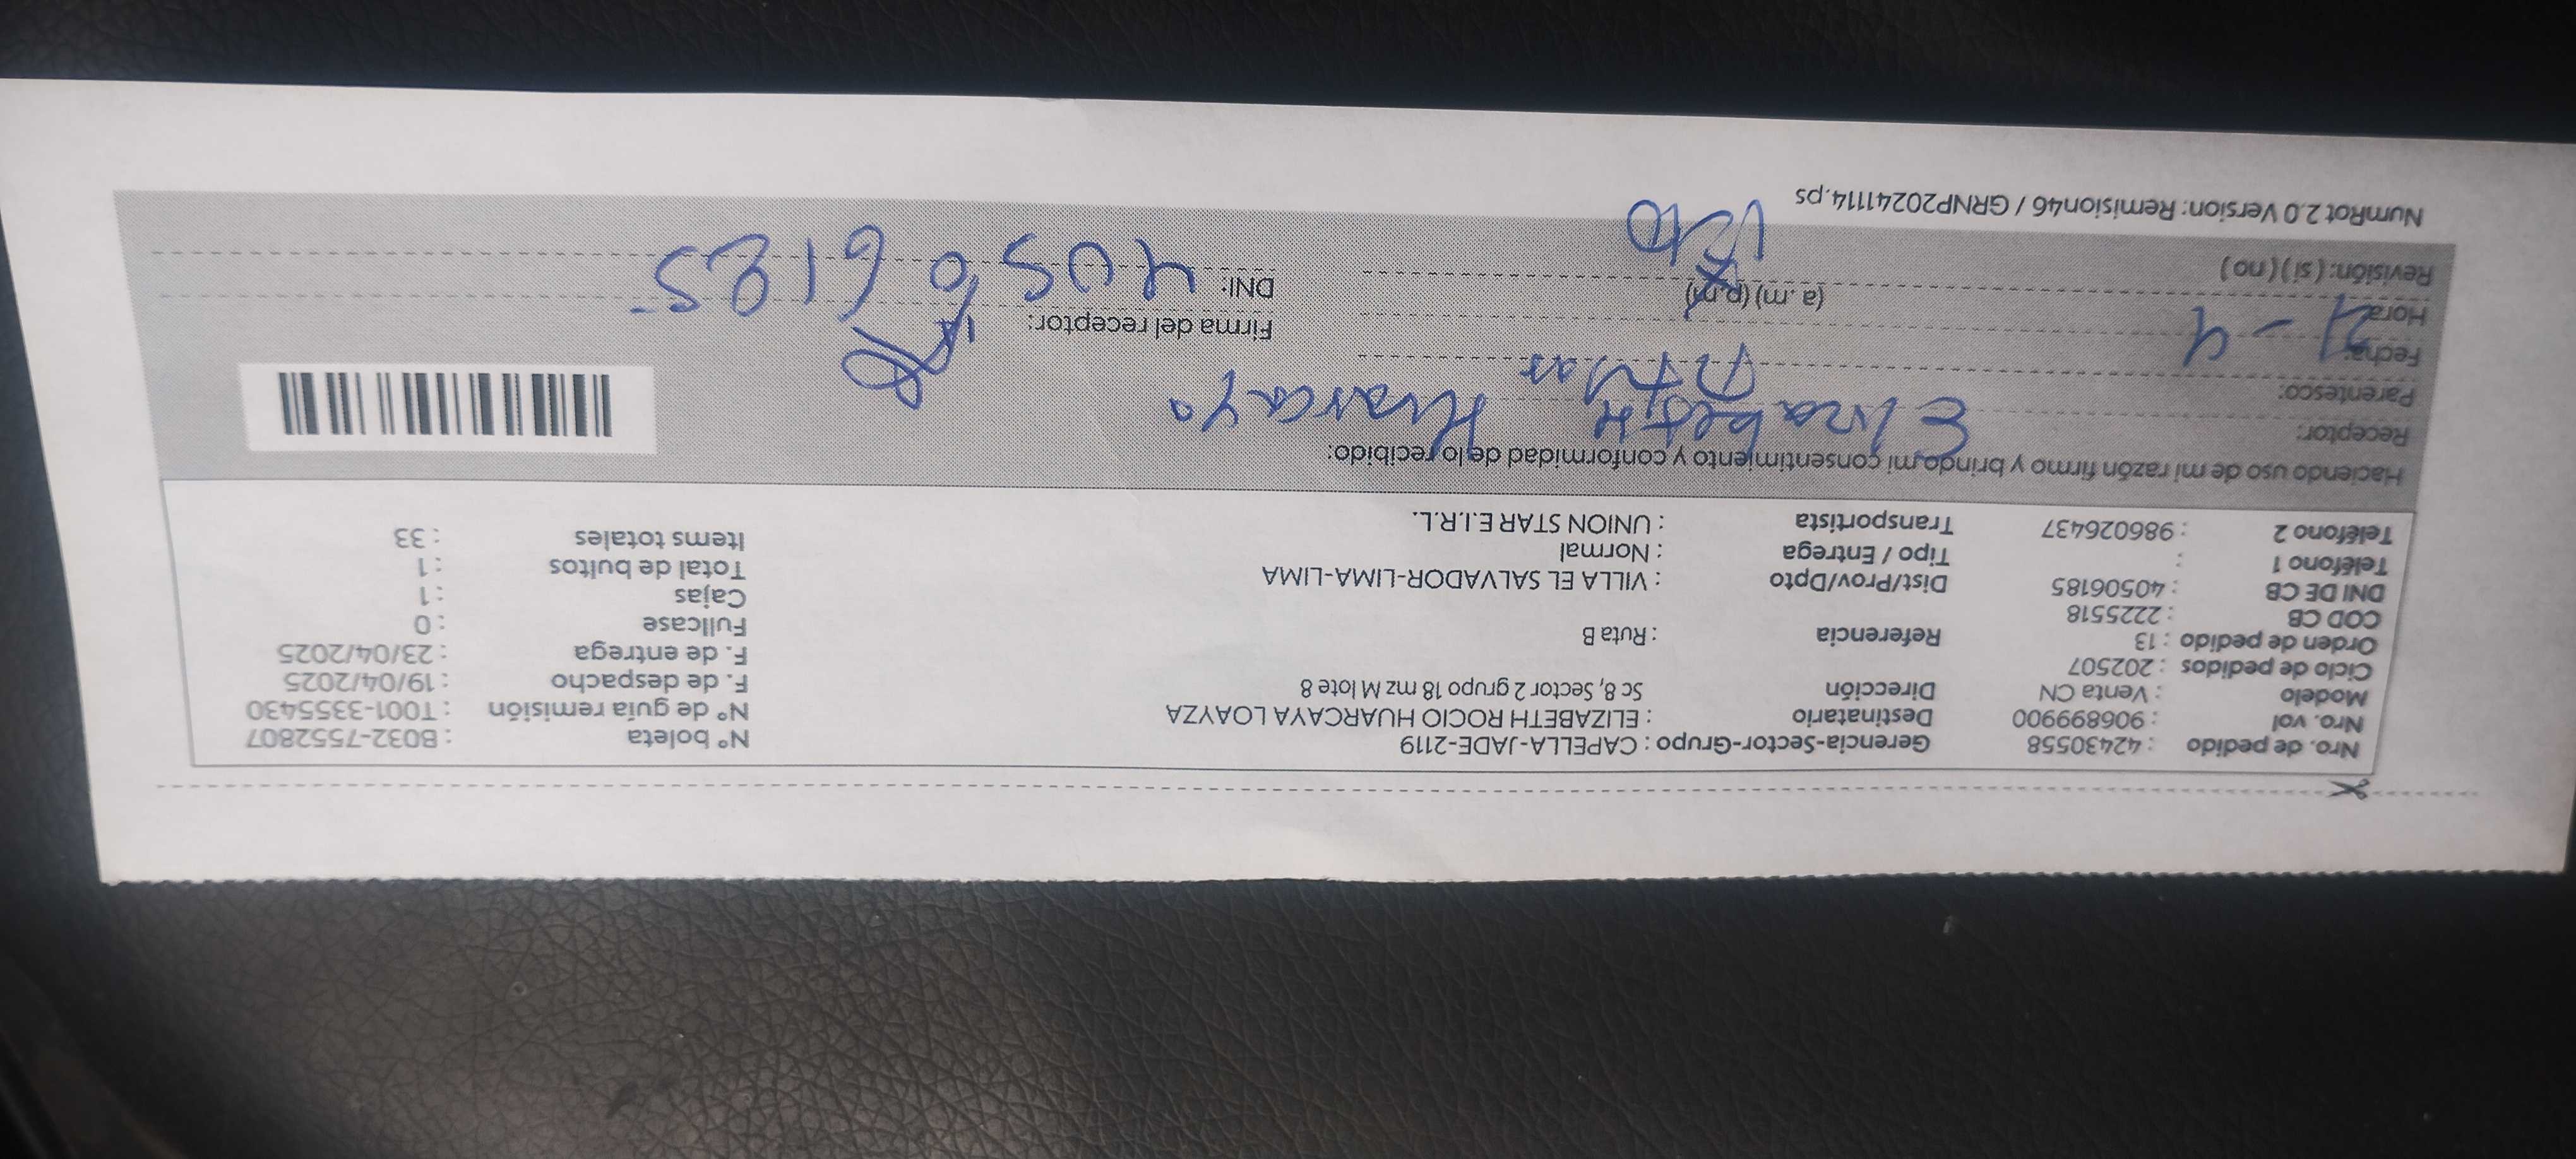 Nro. de pedido : 42430558 Gerencia-Sector-Grupo : CAPELLA-JADE-2119 N° boleta : B032-7552807
Nro. vol : 90689990​0 Destinatario : ELIZABETH ROCIO HUARCAYA LOAYZA N° de guía remisión : T001-3355430
Modelo : Venta CN Dirección Sc 8, Sector 2 grupo 18 mz M lote 8 F. de despacho : 19/04/2025
Ciclo de pedidos : 202507 F. de entrega : 23/04/2025
Orden de pedido : 13 Referencia : Ruta B Fullcase : 0
COD CB : 2225518 Cajas : 1
DNI DE CB : 40506185 Dist/Prov/Dpto : VILLA EL SALVADOR-LIMA-LIMA Total de bultos : 1
Teléfono 1 : Tipo / Entrega : Normal Items totales : 33
Teléfono 2 : 986026437 Transportista : UNION STAR E.I.R.L.
Haciendo uso de mi razón firmo y brindo mi consentimiento y conformidad de lo recibido:
Receptor: Elizabeth Huarcaya
Parentesco:
Fecha: 21-4
Hora: (a.m) (p.m) Firma del receptor:
Revisión: (si) (no) DNI: 40506185
NumRot 2.0 Version: Remision46 / GRNP20241114.ps